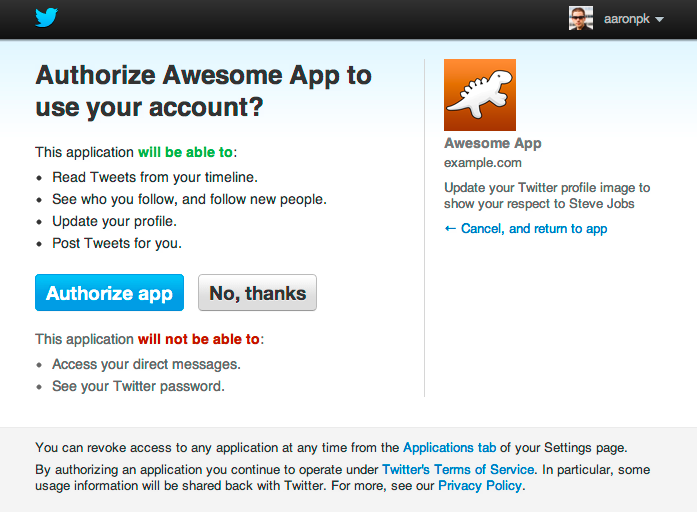 aaronpk
Authorize Awesome App to
use your account?
This application will be able to:
• Read Tweets from your timeline.
• See who you follow, and follow new people.
• Update your profile.
• Post Tweets for you.
Authorize app
No, thanks
This application will not be able to:
• Access your direct messages.
• See your Twitter password.
Awesome App
example.com
Update your Twitter profile image to
show your respect to Steve Jobs
← Cancel, and return to app
You can revoke access to any application at any time from the Applications tab of your Settings page.
By authorizing an application you continue to operate under Twitter's Terms of Service. In particular, some
usage information will be shared back with Twitter. For more, see our Privacy Policy.